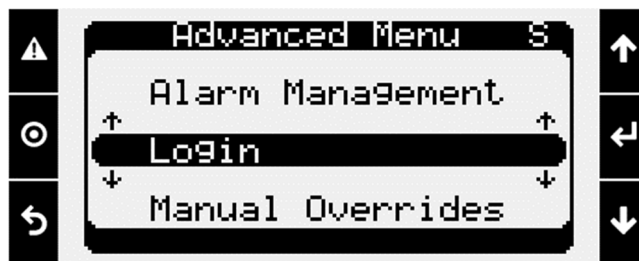 Advanced Menu S
Alarm Management
Login
Manual Overrides